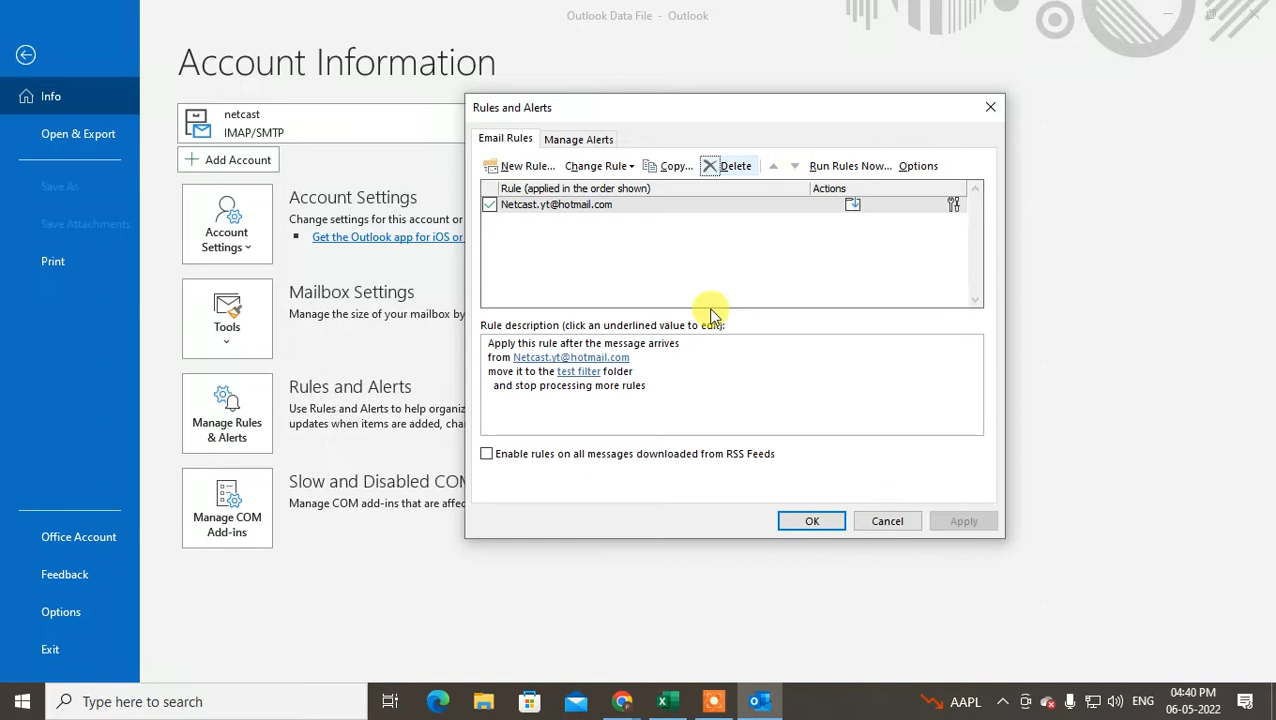 Outlook Data File - Outlook
Account Information
Info
Open & Export
Save As
Save Attachments
Print
Office Account
Feedback
Options
Exit
netcast
IMAP/SMTP
Add Account
Account
Settings
Account Settings
Change settings for this account or
Get the Outlook app for iOS or
Tools
Mailbox Settings
Manage the size of your mailbox by
Manage Rules
& Alerts
Rules and Alerts
Use Rules and Alerts to help organiz
updates when items are added, cha
Manage COM
Add-ins
Slow and Disabled CO
Manage COM add-ins that are affec
Rules and Alerts
Email Rules
Manage Alerts
New Rule...
Change Rule
Copy...
Delete
Run Rules Now...
Options
Rule (applied in the order shown)
Actions
Netcast.yt@hotmail.com
Rule description (click an underlined value to edit):
Apply this rule after the message arrives
from Netcast.yt@hotmail.com
move it to the test filter folder
and stop processing more rules
Enable rules on all messages downloaded from RSS Feeds
OK
Cancel
Apply
Type here to search
AAPL
ENG
04:40 PM
06-05-2022